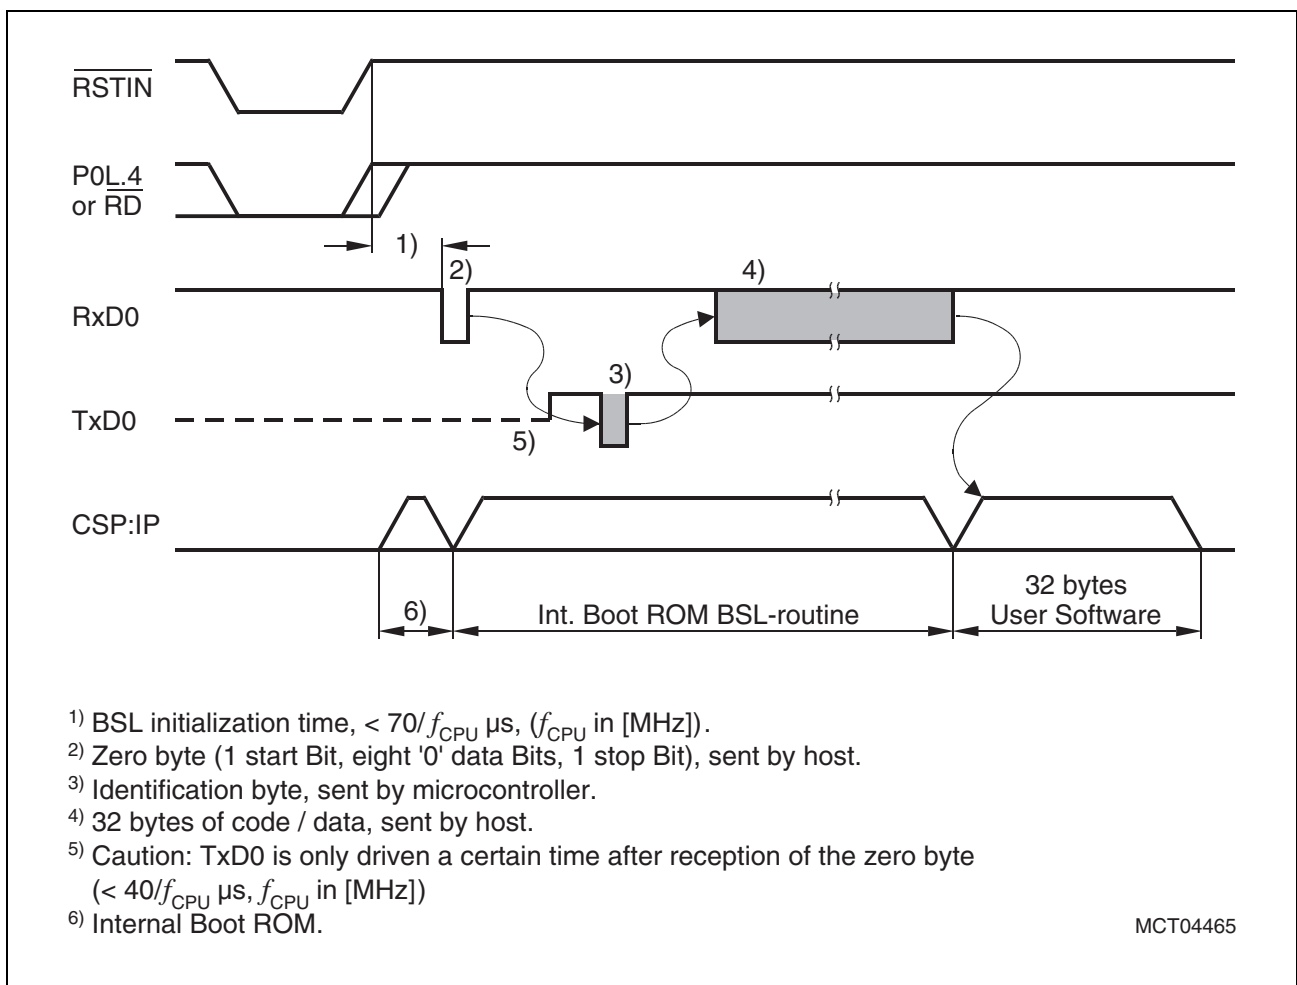 RSTIN
P0L.4
or RD
1)
2)
4)
RxD0
3)
TxD0
5)
CSP:IP
6)
Int. Boot ROM BSL-routine
32 bytes
User Software
1) BSL initialization time, < 70/fCPU µs, (fCPU in [MHz]).
2) Zero byte (1 start Bit, eight '0' data Bits, 1 stop Bit), sent by host.
3) Identification byte, sent by microcontroller.
4) 32 bytes of code / data, sent by host.
5) Caution: TxD0 is only driven a certain time after reception of the zero byte
(< 40/fCPU µs, fCPU in [MHz])
6) Internal Boot ROM.
MCT04465